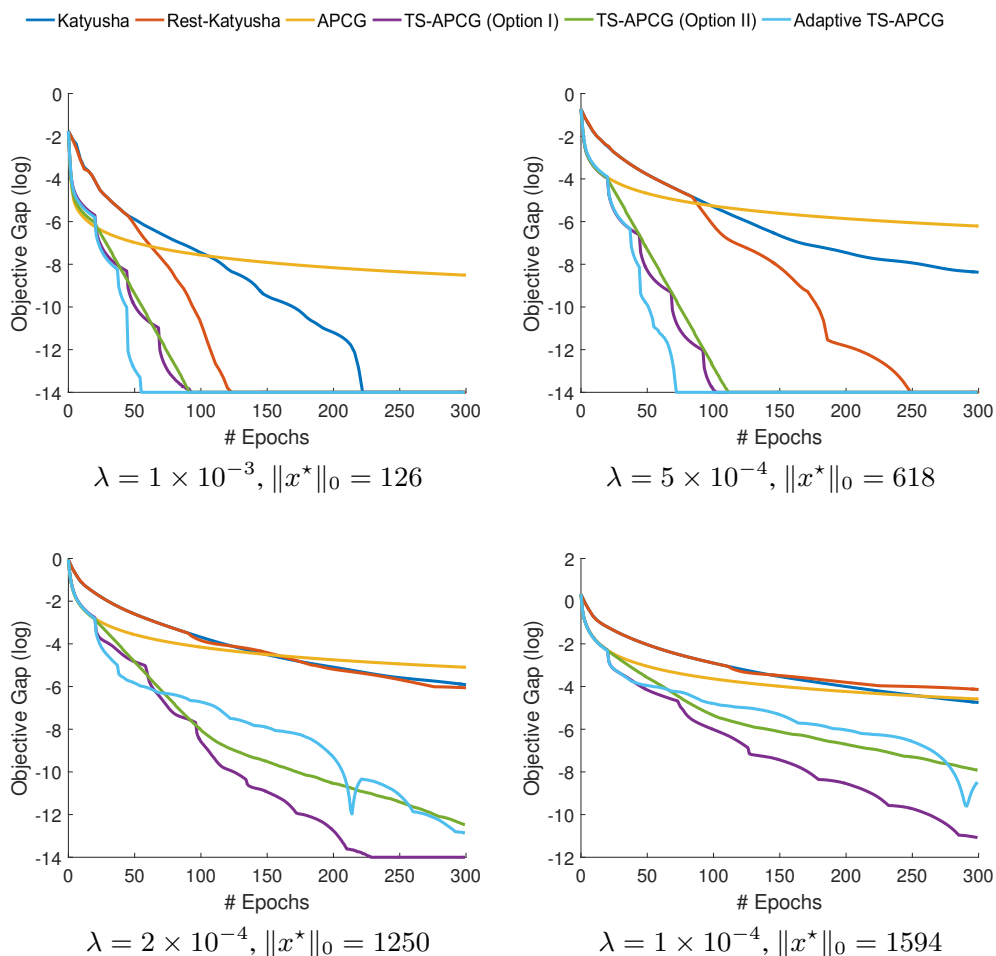 Katyusha Rest-Katyusha APCG TS-APCG (Option I) TS-APCG (Option II) Adaptive TS-APCG
0
-2
-4
-6
-8
-10
-12
-14
Objective Gap (log)
0 50 100 150 200 250 300
# Epochs
λ = 1 × 10⁻³, ‖x⋆‖₀ = 126
0
-2
-4
-6
-8
-10
-12
-14
Objective Gap (log)
0 50 100 150 200 250 300
# Epochs
λ = 5 × 10⁻⁴, ‖x⋆‖₀ = 618
0
-2
-4
-6
-8
-10
-12
-14
Objective Gap (log)
0 50 100 150 200 250 300
# Epochs
λ = 2 × 10⁻⁴, ‖x⋆‖₀ = 1250
2
0
-2
-4
-6
-8
-10
-12
Objective Gap (log)
0 50 100 150 200 250 300
# Epochs
λ = 1 × 10⁻⁴, ‖x⋆‖₀ = 1594